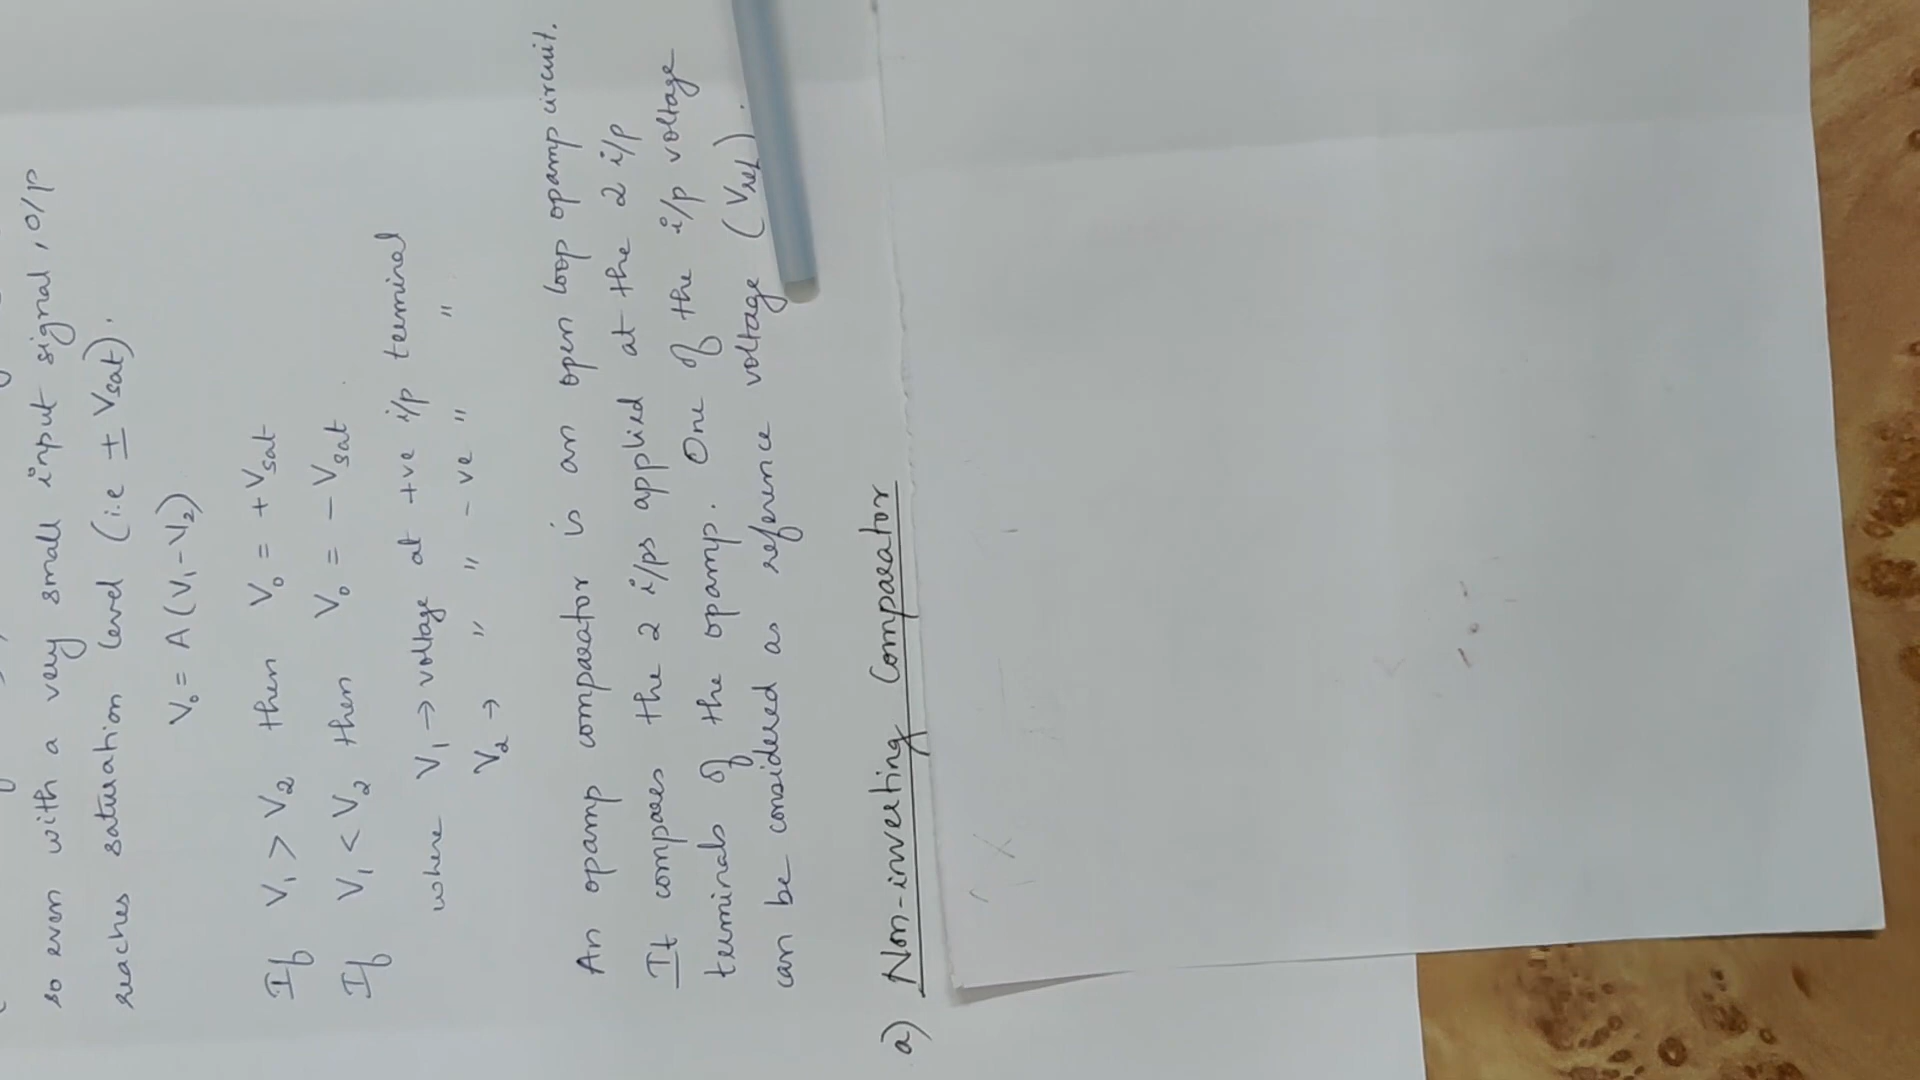 so even with a very small input signal, O/P
reaches saturation level (i.e ± Vsat).
V₀ = A (V₁ - V₂)
If V₁ > V₂ then V₀ = + Vsat
If V₁ < V₂ then V₀ = - Vsat
where V₁ → voltage at +ve i/p terminal
V₂ → " " - ve " "
An opamp comparator is an open loop opamp circuit.
It compares the 2 i/ps applied at the 2 i/p
terminals of the opamp. One of the i/p voltage
can be considered as reference voltage (Vref).
a) Non-inverting Comparator